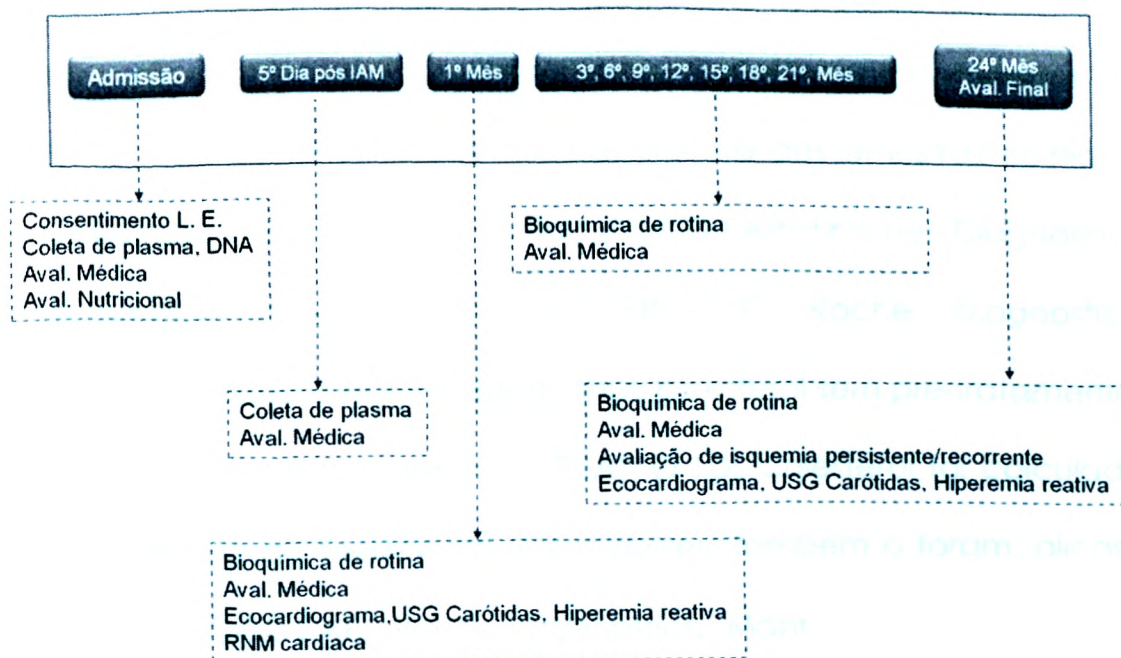 Admissão
5º Dia pós IAM
1º Mês
3º, 6º, 9º, 12º, 15º, 18º, 21º, Mês
24º Mês
Aval. Final
Consentimento L. E.
Coleta de plasma, DNA
Aval. Médica
Aval. Nutricional
Bioquímica de rotina
Aval. Médica
Coleta de plasma
Aval. Médica
Bioquímica de rotina
Aval. Médica
Avaliação de isquemia persistente/recorrente
Ecocardiograma, USG Carótidas, Hiperemia reativa
Bioquímica de rotina
Aval. Médica
Ecocardiograma,USG Carótidas, Hiperemia reativa
RNM cardíaca